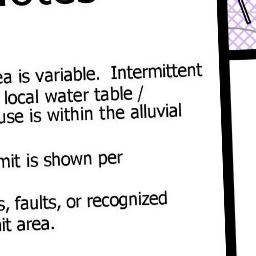 Notes
ea is variable. Intermittent
local water table /
use is within the alluvial
mit is shown per
s, faults, or recognized
it area.